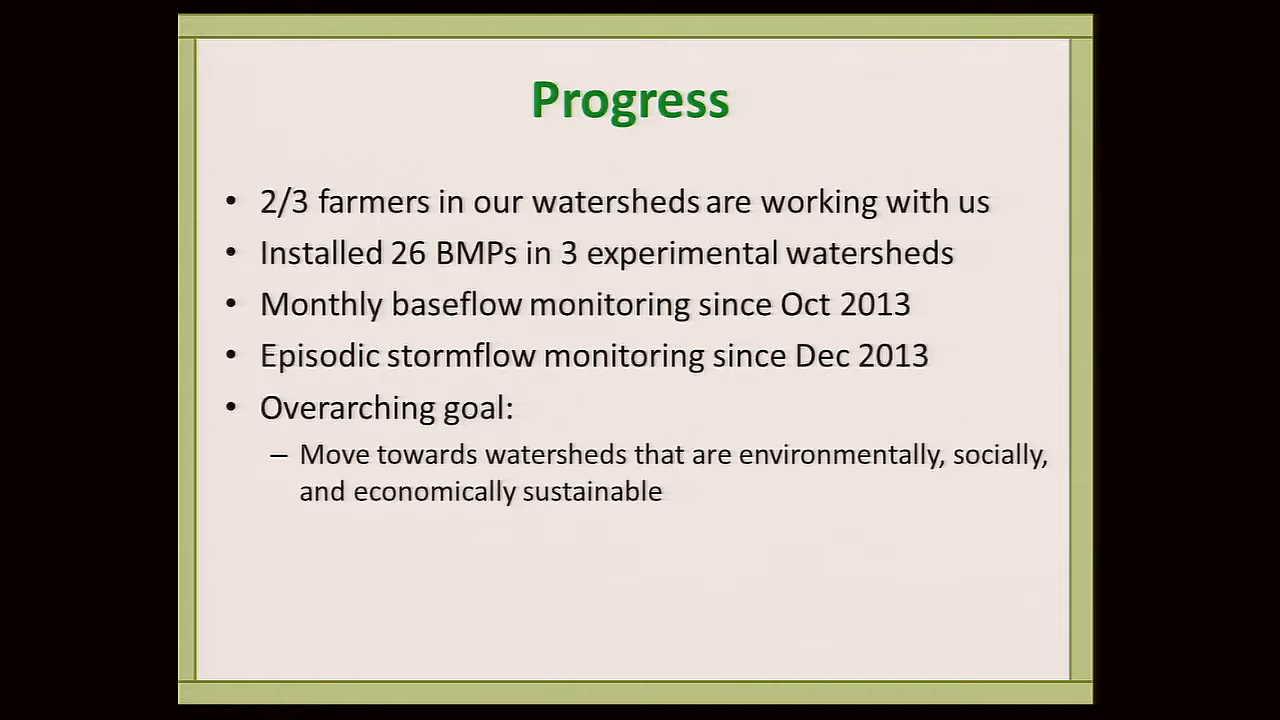 Progress
• 2/3 farmers in our watersheds are working with us
• Installed 26 BMPs in 3 experimental watersheds
• Monthly baseflow monitoring since Oct 2013
• Episodic stormflow monitoring since Dec 2013
• Overarching goal:
– Move towards watersheds that are environmentally, socially,
and economically sustainable